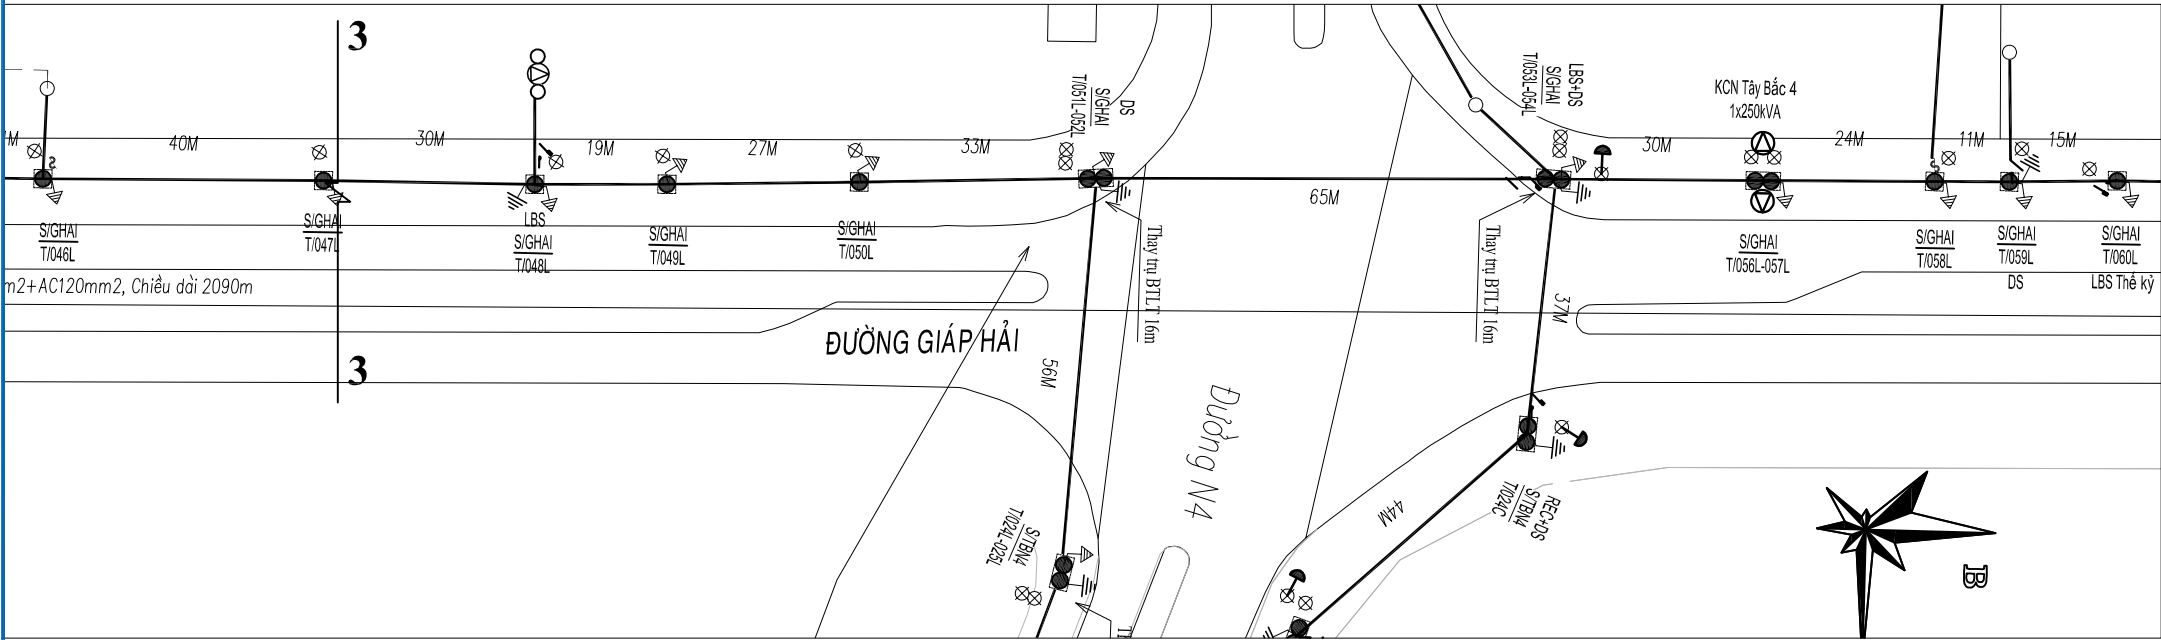 3
DS
S/GHAI
T/051L-052L
LBS+DS
S/GHAI
T/053L-054L
KCN Tây Bắc 4
1x250kVA
40M
30M
19M
27M
33M
65M
30M
24M
11M
15M
S/GHAI
T/046L
S/GHAI
T/047L
LBS
S/GHAI
T/048L
S/GHAI
T/049L
S/GHAI
T/050L
Thay trụ BTLT 16m
Thay trụ BTLT 16m
S/GHAI
T/056L-057L
S/GHAI
T/058L
S/GHAI
T/059L
DS
S/GHAI
T/060L
LBS Thế kỷ
m2+AC120mm2, Chiều dài 2090m
37M
ĐƯỜNG GIÁP HẢI
3
56M
Đường N4
44M
REC+DS
S/TBN4
T/024C
S/TBN4
T/024L-025L
B